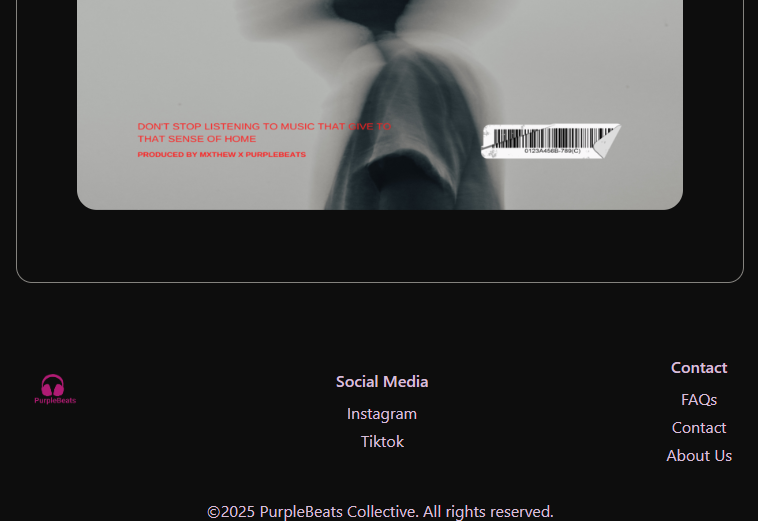 DON'T STOP LISTENING TO MUSIC THAT GIVE TO
THAT SENSE OF HOME
PRODUCED BY MXTHEW X PURPLEBEATS
0123A456B-789(C)
PurpleBeats
Social Media
Instagram
Tiktok
Contact
FAQs
Contact
About Us
©2025 PurpleBeats Collective. All rights reserved.